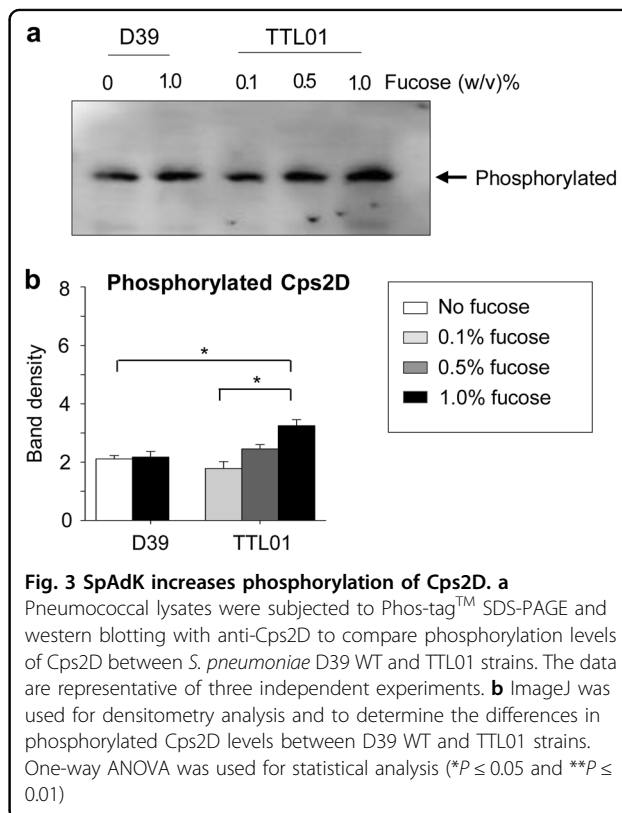 a
D39 TTL01
0 1.0 0.1 0.5 1.0 Fucose (w/v)%
Phosphorylated
b
Phosphorylated Cps2D
8
6
4
2
0
Band density
* 
*
D39 TTL01
No fucose
0.1% fucose
0.5% fucose
1.0% fucose
Fig. 3 SpAdK increases phosphorylation of Cps2D. a
Pneumococcal lysates were subjected to Phos-tag™ SDS-PAGE and
western blotting with anti-Cps2D to compare phosphorylation levels
of Cps2D between S. pneumoniae D39 WT and TTL01 strains. The data
are representative of three independent experiments. b ImageJ was
used for densitometry analysis and to determine the differences in
phosphorylated Cps2D levels between D39 WT and TTL01 strains.
One-way ANOVA was used for statistical analysis (*P ≤ 0.05 and **P ≤
0.01)